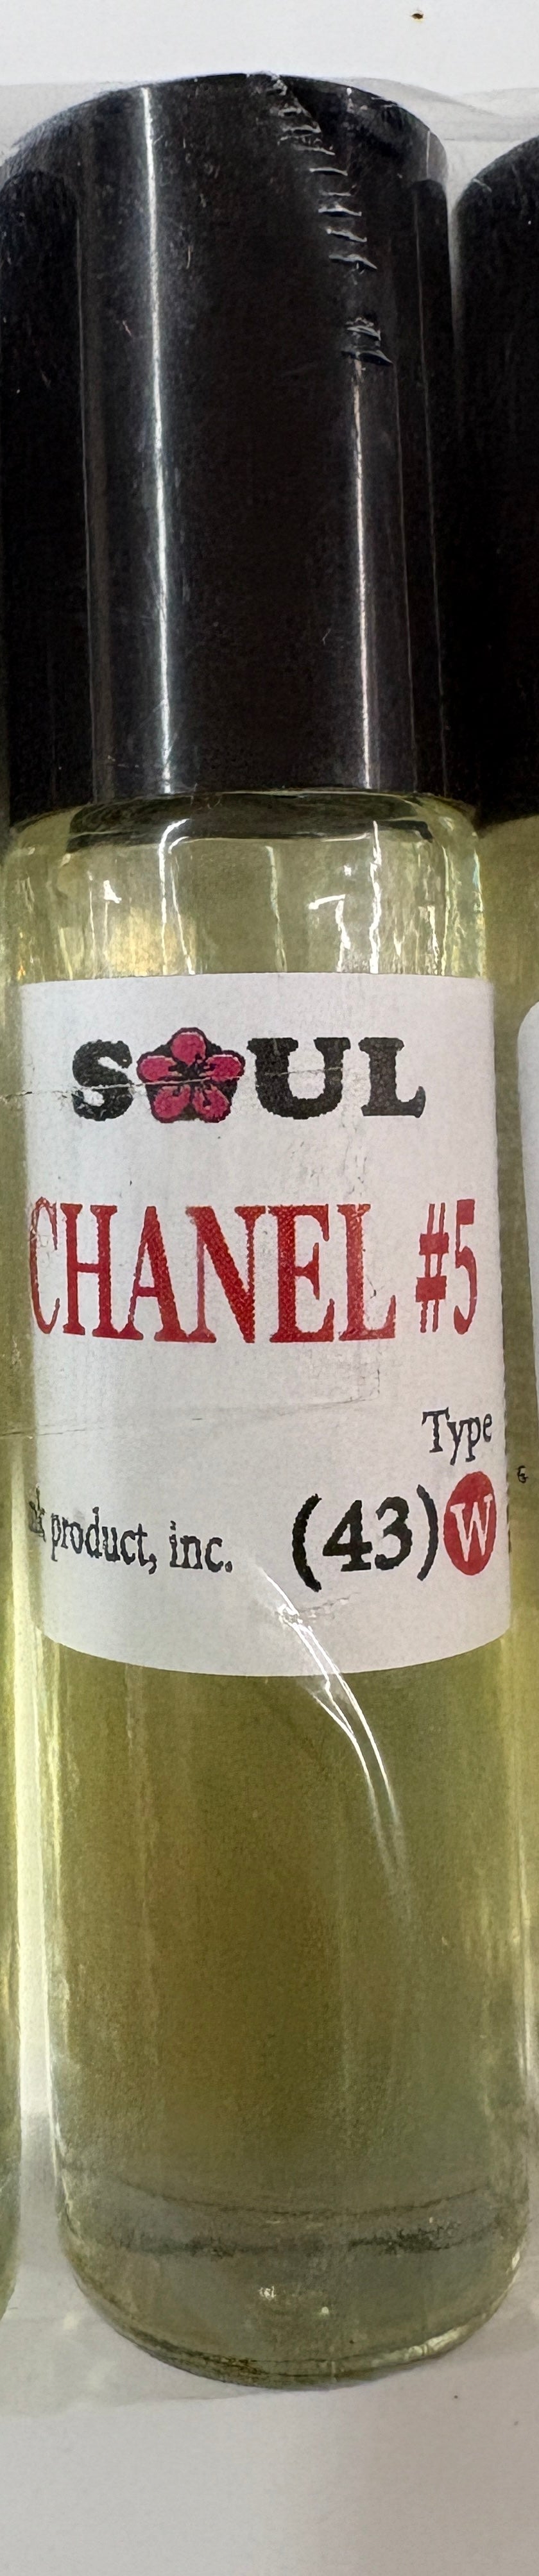 SOUL
CHANEL #5
Type
product, inc. (43) W